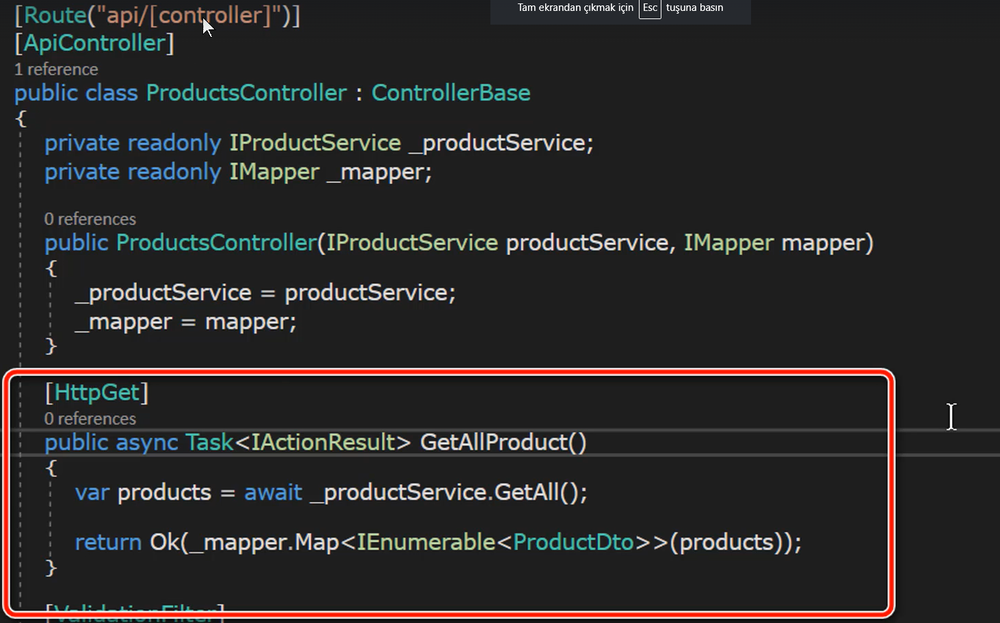 [Route("api/[controller]")]
Tam ekrandan çıkmak için Esc tuşuna basın
[ApiController]
1 reference
public class ProductsController : ControllerBase
{
private readonly IProductService _productService;
private readonly IMapper _mapper;
0 references
public ProductsController(IProductService productService, IMapper mapper)
{
_productService = productService;
_mapper = mapper;
}
[HttpGet]
0 references
public async Task<IActionResult> GetAllProduct()
{
var products = await _productService.GetAll();
return Ok(_mapper.Map<IEnumerable<ProductDto>>(products));
}
[ValidationFilter]